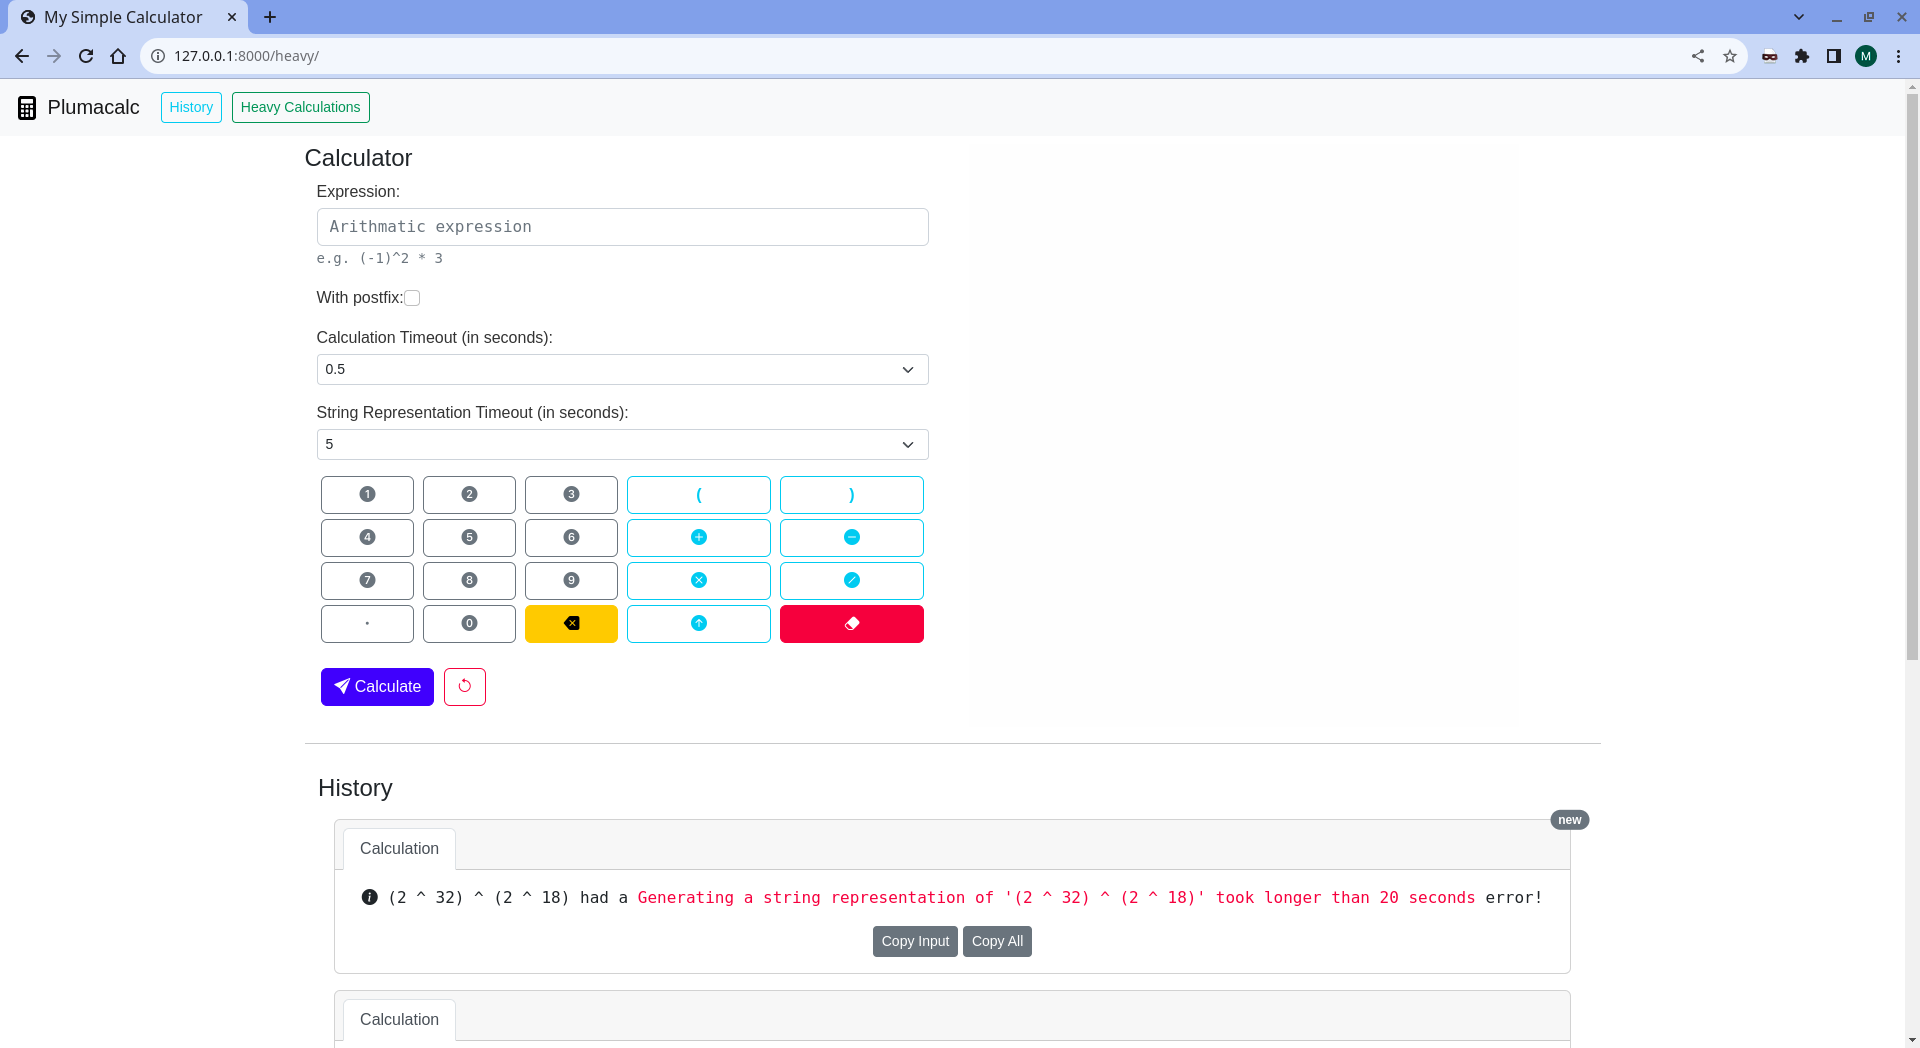 My Simple Calculator
127.0.0.1:8000/heavy/
M
Plumacalc History Heavy Calculations
Calculator
Expression:
Arithmatic expression
e.g. (-1)^2 * 3
With postfix:
Calculation Timeout (in seconds):
0.5
String Representation Timeout (in seconds):
5
1 2 3 ( )
4 5 6 + −
7 8 9 × /
. 0
Calculate
History
new
Calculation
(2 ^ 32) ^ (2 ^ 18) had a Generating a string representation of '(2 ^ 32) ^ (2 ^ 18)' took longer than 20 seconds error!
Copy Input Copy All
Calculation